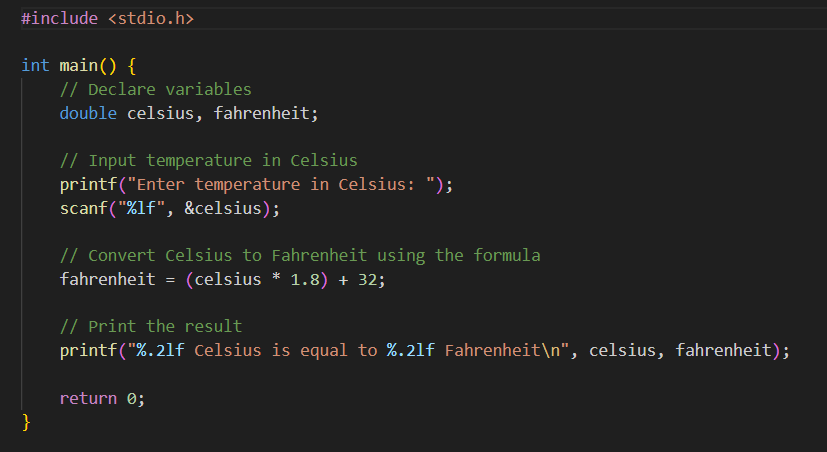 #include <stdio.h>
int main() {
// Declare variables
double celsius, fahrenheit;
// Input temperature in Celsius
printf("Enter temperature in Celsius: ");
scanf("%lf", &celsius);
// Convert Celsius to Fahrenheit using the formula
fahrenheit = (celsius * 1.8) + 32;
// Print the result
printf("%.2lf Celsius is equal to %.2lf Fahrenheit\n", celsius, fahrenheit);
return 0;
}